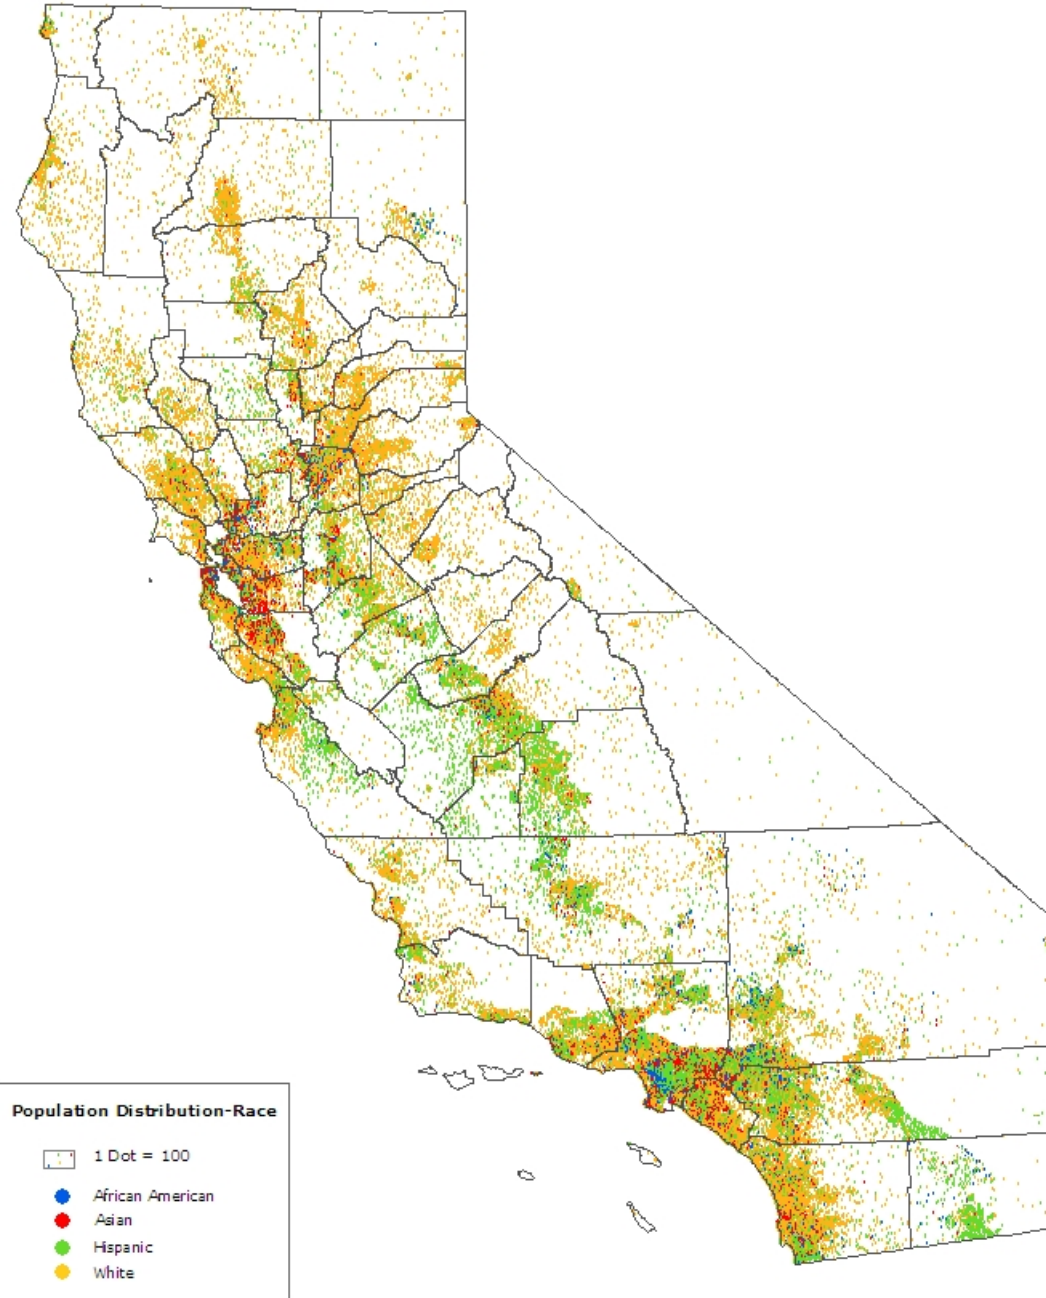 Population Distribution-Race
1 Dot = 100
African American
Asian
Hispanic
White